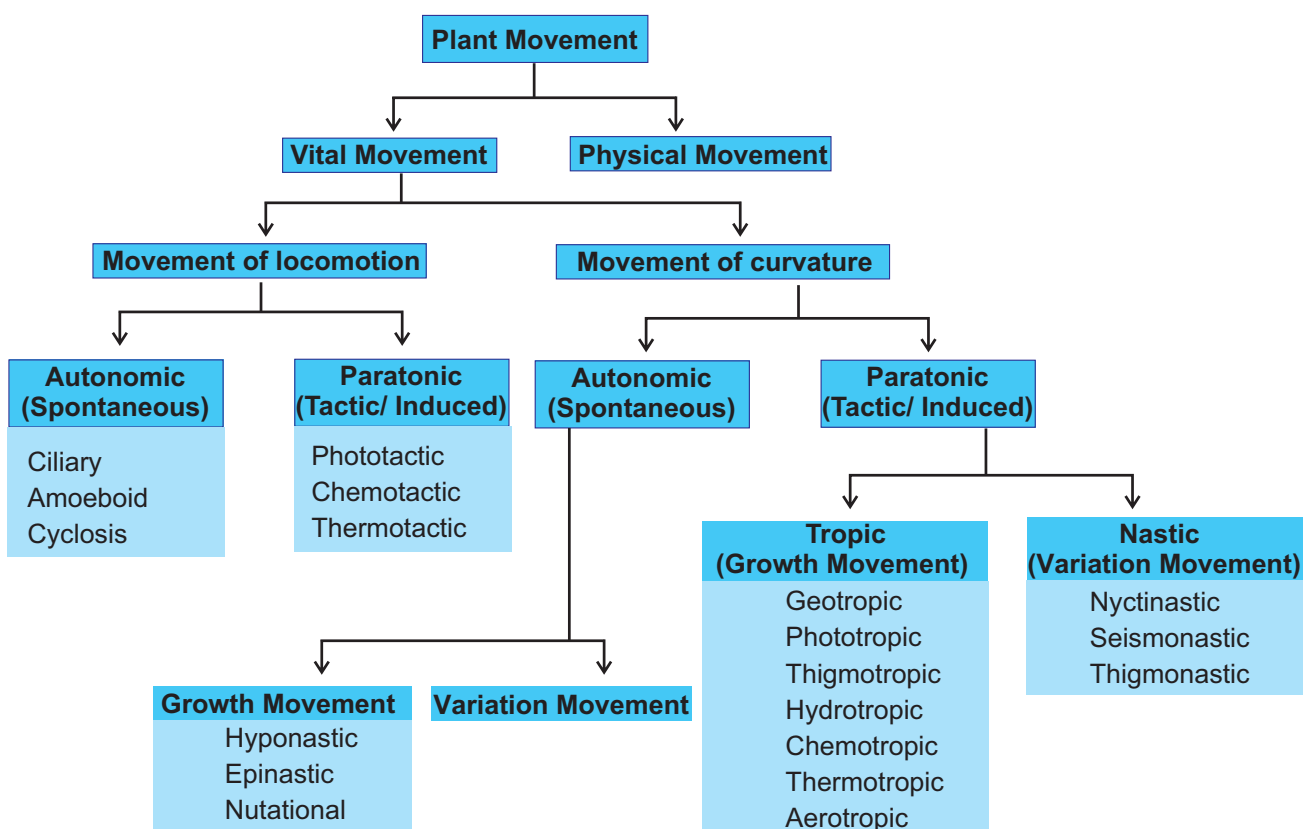 Plant Movement
Vital Movement
Physical Movement
Movement of locomotion
Movement of curvature
Autonomic
(Spontaneous)
Ciliary
Amoeboid
Cyclosis
Paratonic
(Tactic/ Induced)
Phototactic
Chemotactic
Thermotactic
Autonomic
(Spontaneous)
Paratonic
(Tactic/ Induced)
Growth Movement
Hyponastic
Epinastic
Nutational
Variation Movement
Tropic
(Growth Movement)
Geotropic
Phototropic
Thigmotropic
Hydrotropic
Chemotropic
Thermotropic
Aerotropic
Nastic
(Variation Movement)
Nyctinastic
Seismonastic
Thigmonastic